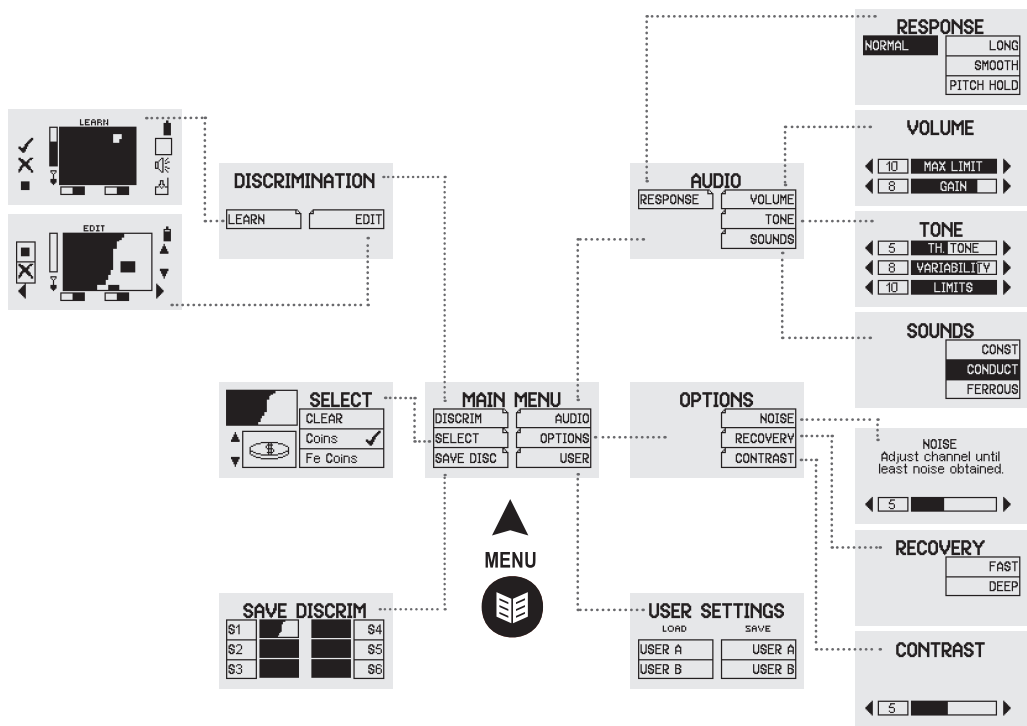 RESPONSE
NORMAL
LONG
SMOOTH
PITCH HOLD
LEARN
DISCRIMINATION
LEARN
EDIT
EDIT
AUDIO
RESPONSE
VOLUME
TONE
SOUNDS
VOLUME
10 MAX LIMIT
8 GAIN
TONE
5 TH. TONE
8 VARIABILITY
10 LIMITS
SOUNDS
CONST
CONDUCT
FERROUS
SELECT
CLEAR
Coins
Fe Coins
$
MAIN MENU
DISCRIM
AUDIO
SELECT
OPTIONS
SAVE DISC
USER
OPTIONS
NOISE
RECOVERY
CONTRAST
NOISE
Adjust channel until
least noise obtained.
5
MENU
RECOVERY
FAST
DEEP
SAVE DISCRIM
S1
S4
S2
S5
S3
S6
USER SETTINGS
LOAD SAVE
USER A USER A
USER B USER B
CONTRAST
5